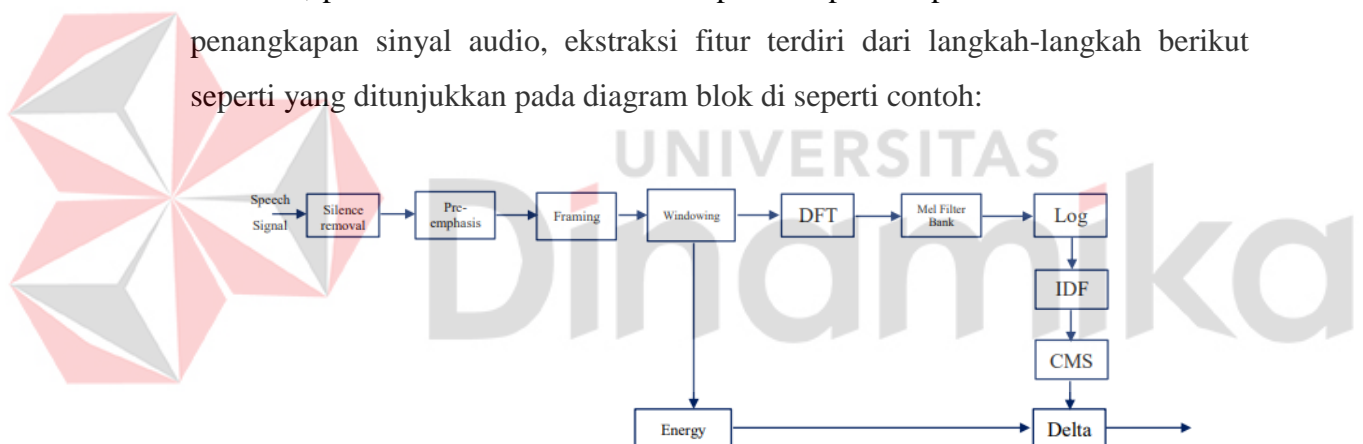 penangkapan sinyal audio, ekstraksi fitur terdiri dari langkah-langkah berikut
seperti yang ditunjukkan pada diagram blok di seperti contoh:
UNIVERSITAS
Dinamika
Speech
Signal
Silence
removal
Pre-
emphasis
Framing
Windowing
DFT
Mel Filter
Bank
Log
IDF
CMS
Energy
Delta